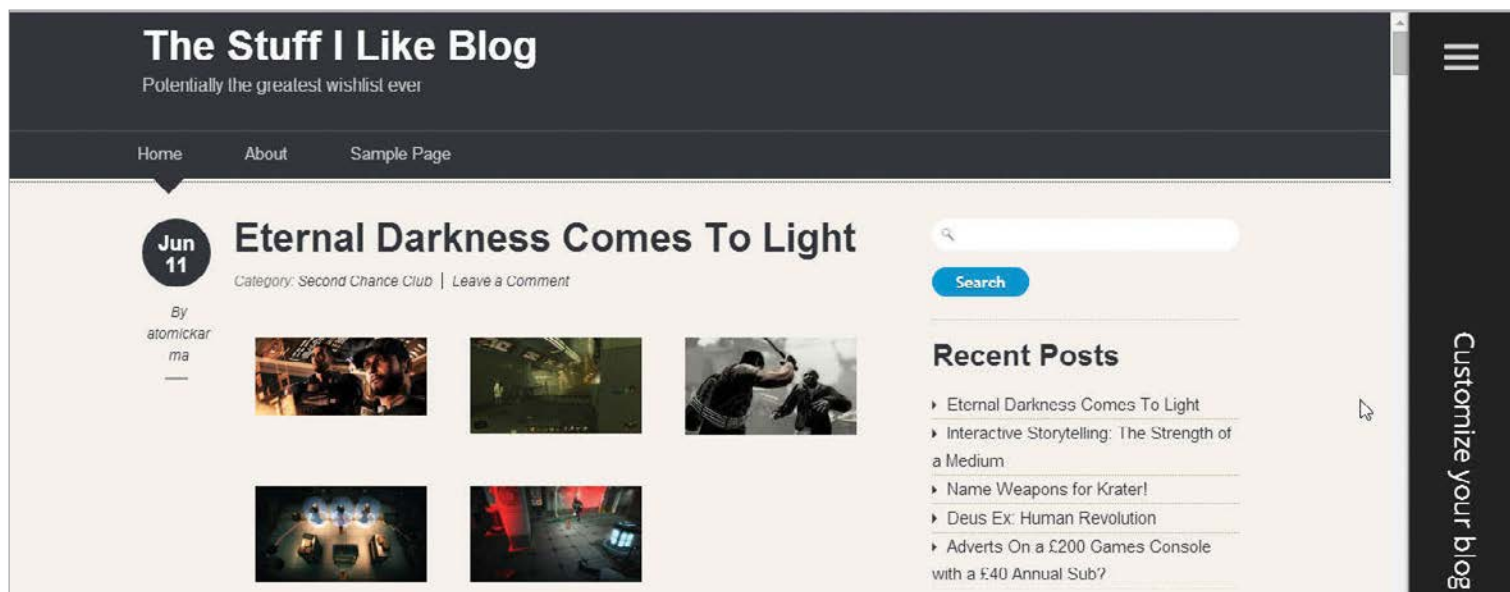 The Stuff I Like Blog
Potentially the greatest wishlist ever
Home About Sample Page
Jun
11
By
atomickar
ma
Eternal Darkness Comes To Light
Category: Second Chance Club | Leave a Comment
Search
Recent Posts
Eternal Darkness Comes To Light
Interactive Storytelling: The Strength of
a Medium
Name Weapons for Krater!
Deus Ex: Human Revolution
Adverts On a £200 Games Console
with a £40 Annual Sub?
Customize your blog